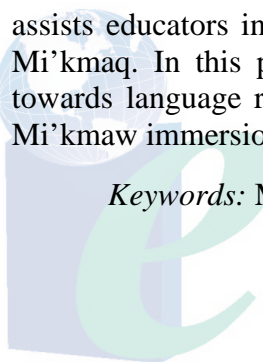 assists educators in
Mi’kmaq. In this p
towards language r
Mi’kmaw immersio
Keywords: M